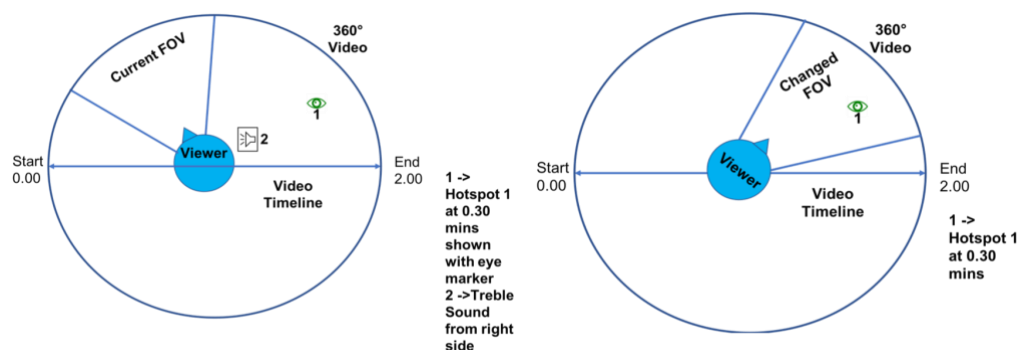 360°
Video
Current FOV
1
2
Viewer
Start
0.00
End
2.00
Video
Timeline
1 ->
Hotspot 1
at 0.30
mins
shown
with eye
marker
2 ->Treble
Sound
from right
side
360°
Video
Changed
FOV
1
Viewer
Start
0.00
End
2.00
Video
Timeline
1 ->
Hotspot 1
at 0.30
mins